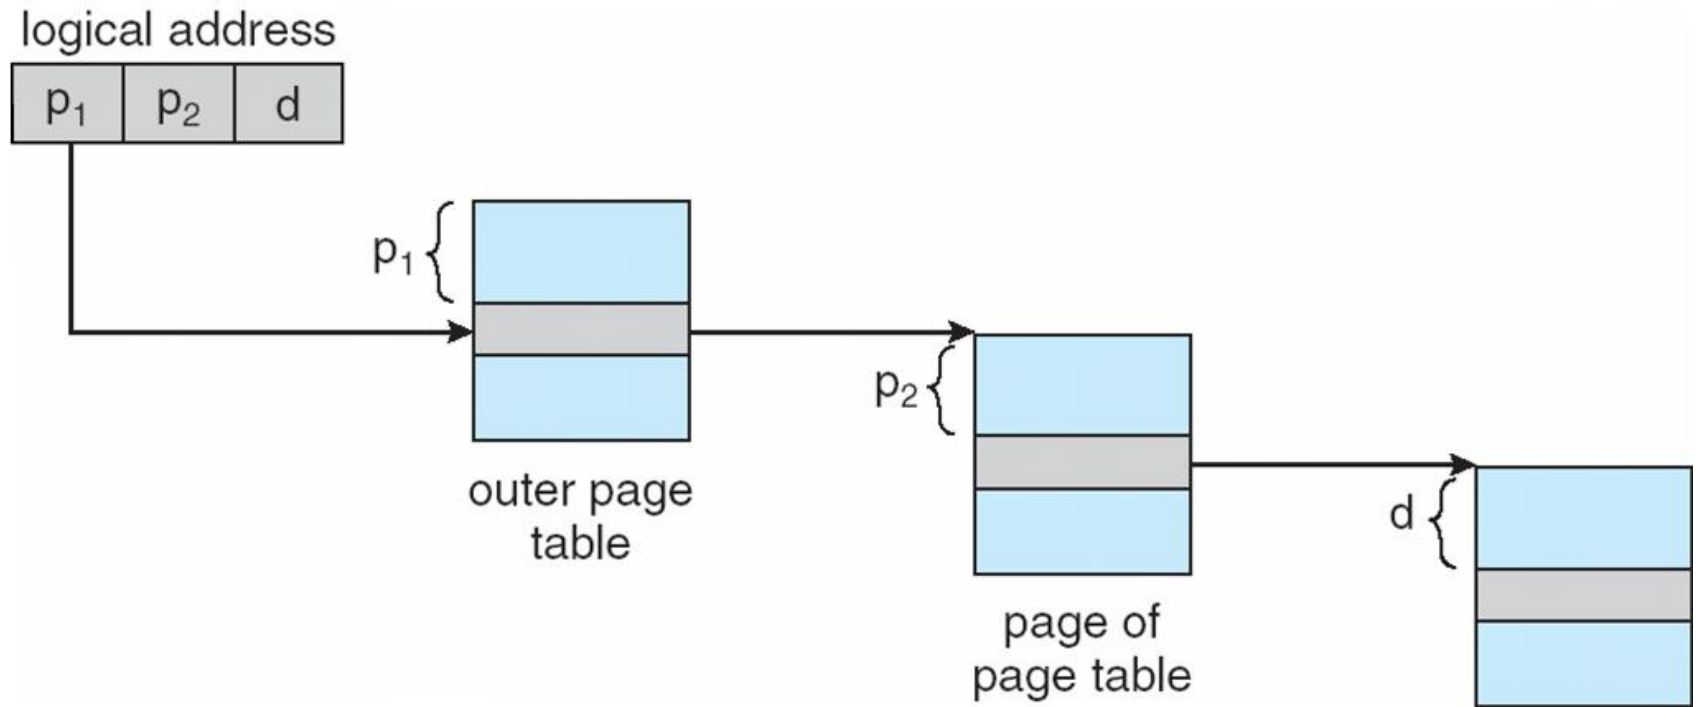 logical address
p₁ p₂ d
p₁
p₂
d
outer page
table
page of
page table